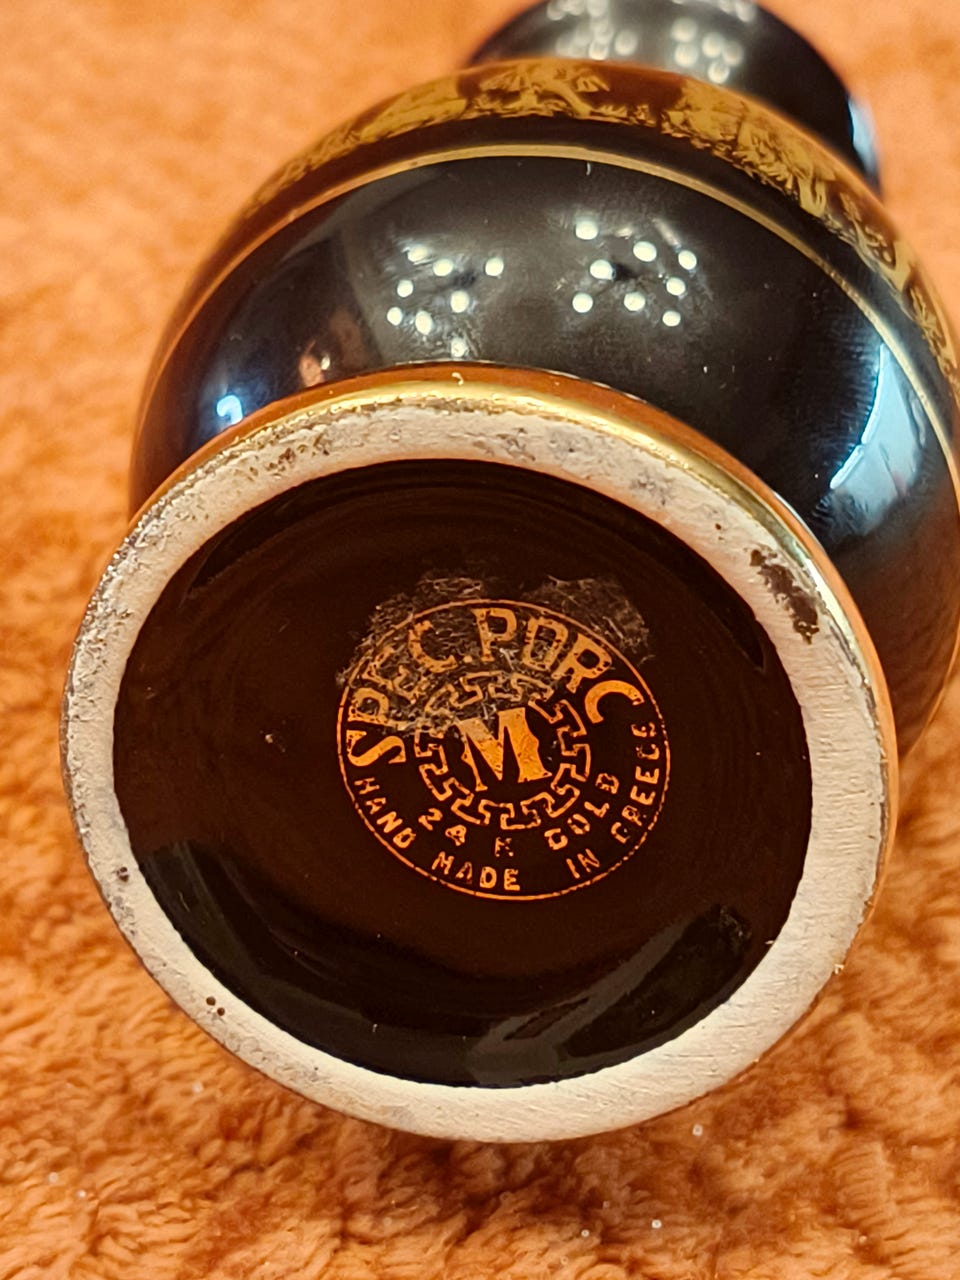 SPEC. PORC
M
24 K GOLD
HAND MADE IN GREECE